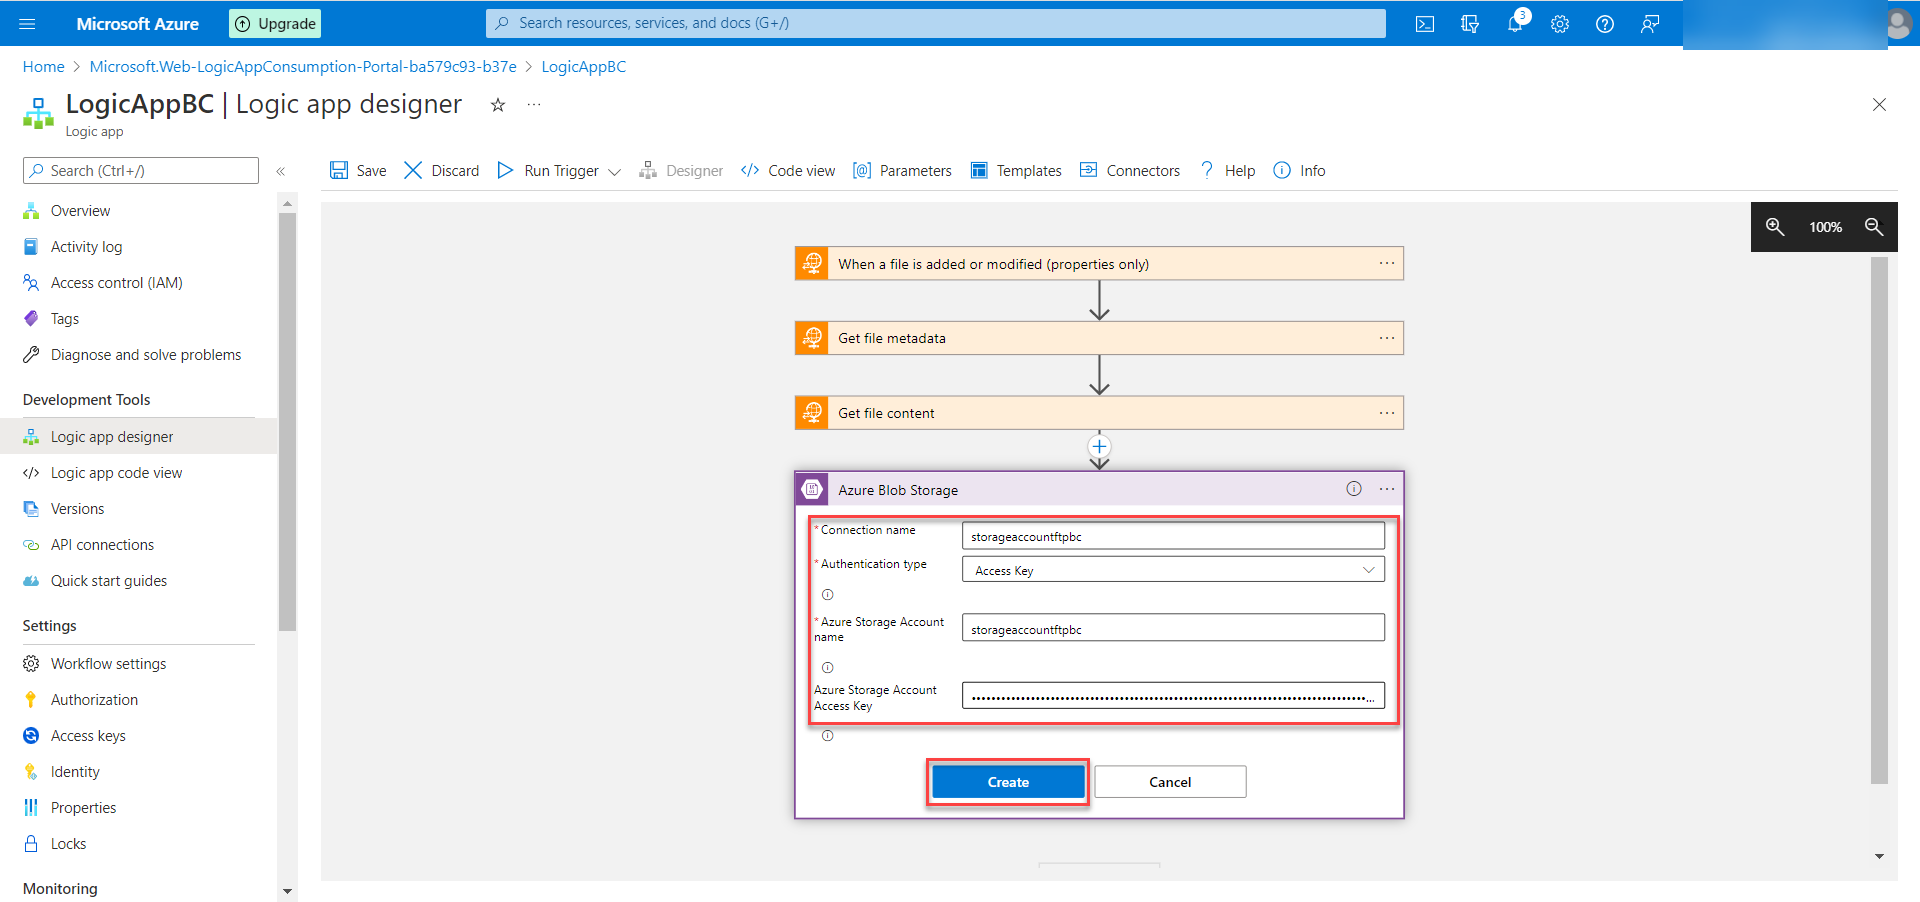 Microsoft Azure
Upgrade
Search resources, services, and docs (G+/)
3
Home > Microsoft.Web-LogicAppConsumption-Portal-ba579c93-b37e > LogicAppBC
LogicAppBC | Logic app designer
Logic app
Search (Ctrl+/)
«
Overview
Activity log
Access control (IAM)
Tags
Diagnose and solve problems
Development Tools
Logic app designer
Logic app code view
Versions
API connections
Quick start guides
Settings
Workflow settings
Authorization
Access keys
Identity
Properties
Locks
Monitoring
Save
Discard
Run Trigger
Designer
Code view
Parameters
Templates
Connectors
Help
Info
100%
When a file is added or modified (properties only)
Get file metadata
Get file content
Azure Blob Storage
* Connection name
storageaccountftpbc
* Authentication type
Access Key
* Azure Storage Account
name
storageaccountftpbc
Azure Storage Account
Access Key
Create
Cancel